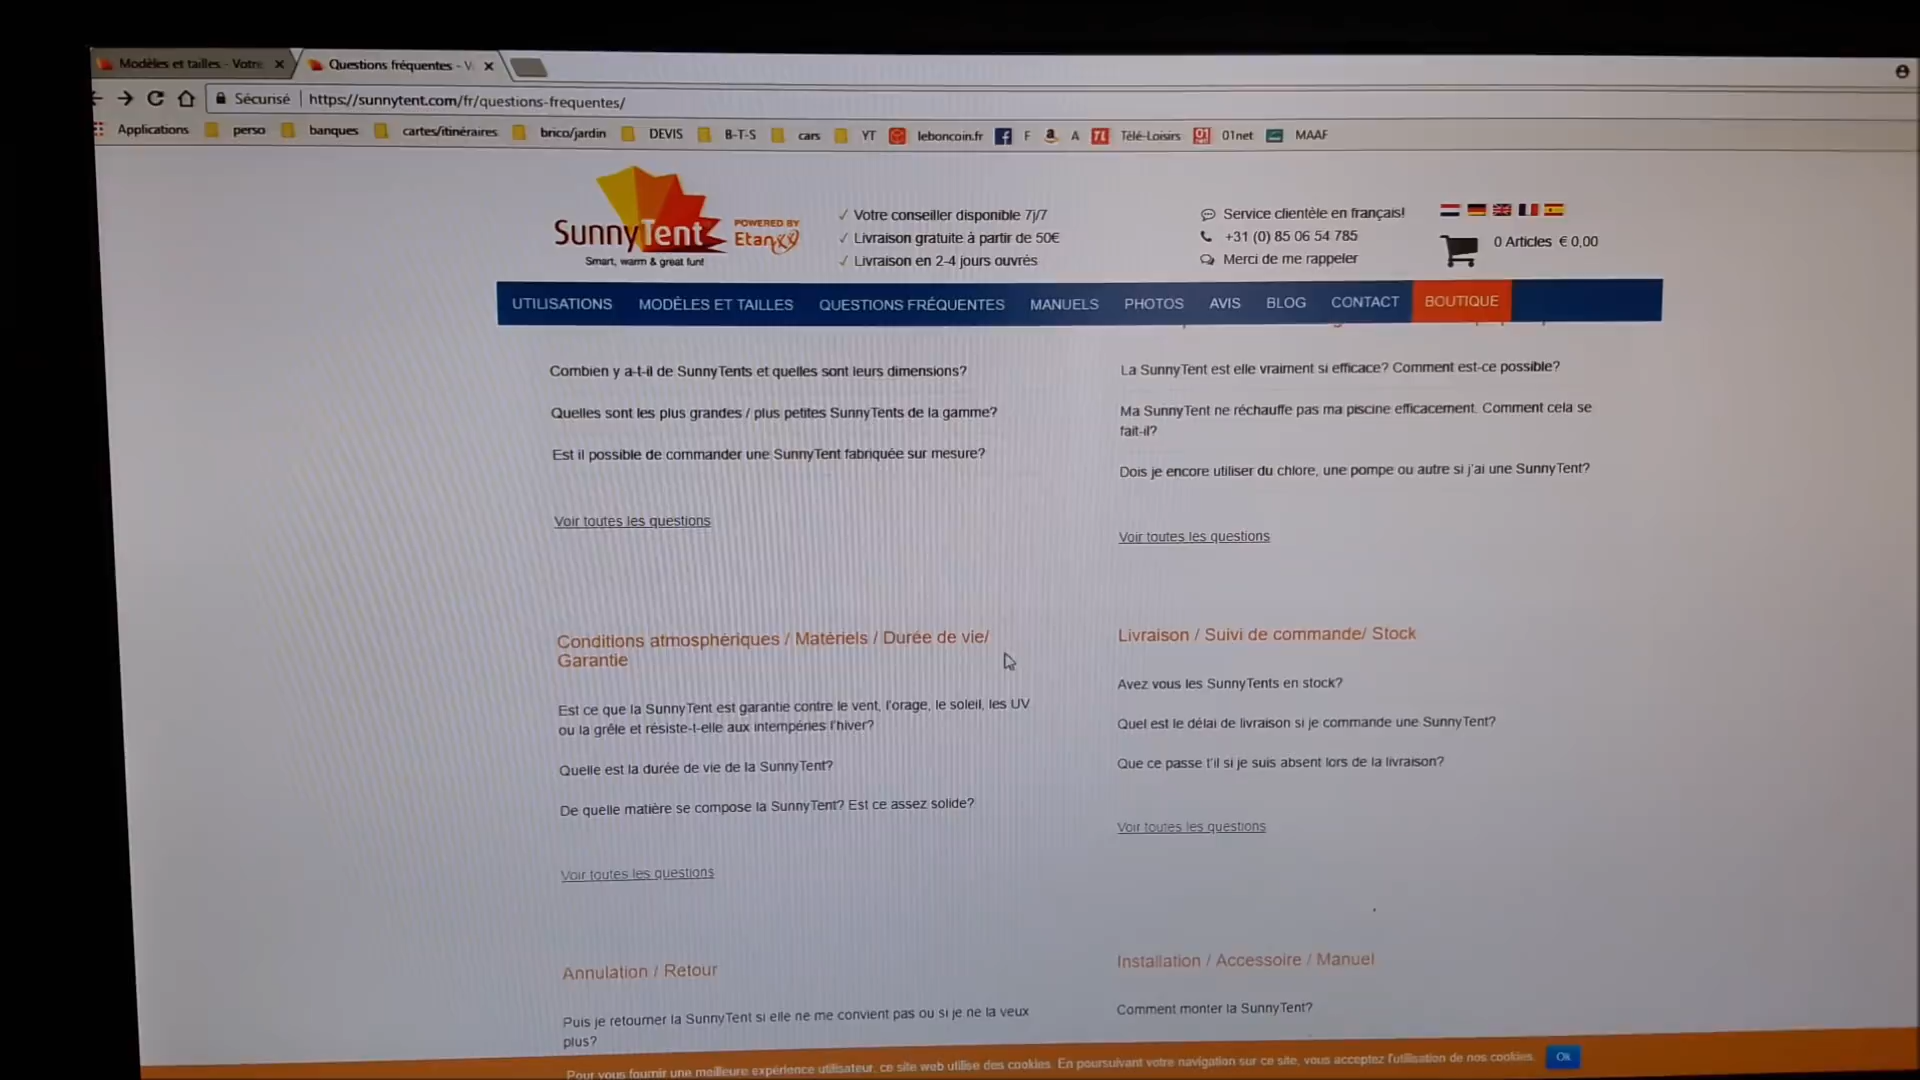 Modèles et tailles - Votre
Questions fréquentes - V
Sécurisé
https://sunnytent.com/fr/questions-frequentes/
Applications perso banques cartes/itinéraires brico/jardin DEVIS B-T-S cars YT leboncoin.fr F A Télé-Loisirs 01net MAAF
SunnyTent
POWERED BY
Etanxx
Smart, warm & great fun!
✓ Votre conseiller disponible 7j/7
✓ Livraison gratuite à partir de 50€
✓ Livraison en 2-4 jours ouvrés
Service clientèle en français!
+31 (0) 85 06 54 785
Merci de me rappeler
0 Articles € 0,00
UTILISATIONS MODÈLES ET TAILLES QUESTIONS FRÉQUENTES MANUELS PHOTOS AVIS BLOG CONTACT BOUTIQUE
Combien y a-t-il de SunnyTents et quelles sont leurs dimensions?
Quelles sont les plus grandes / plus petites SunnyTents de la gamme?
Est il possible de commander une SunnyTent fabriquée sur mesure?
Voir toutes les questions
La SunnyTent est elle vraiment si efficace? Comment est-ce possible?
Ma SunnyTent ne réchauffe pas ma piscine efficacement. Comment cela se
fait-il?
Dois je encore utiliser du chlore, une pompe ou autre si j'ai une SunnyTent?
Voir toutes les questions
Conditions atmosphériques / Matériels / Durée de vie/
Garantie
Est ce que la SunnyTent est garantie contre le vent, l'orage, le soleil, les UV
ou la grêle et résiste-t-elle aux intempéries l'hiver?
Quelle est la durée de vie de la SunnyTent?
De quelle matière se compose la SunnyTent? Est ce assez solide?
Voir toutes les questions
Livraison / Suivi de commande/ Stock
Avez vous les SunnyTents en stock?
Quel est le délai de livraison si je commande une SunnyTent?
Que ce passe t'il si je suis absent lors de la livraison?
Voir toutes les questions
Annulation / Retour
Puis je retourner la SunnyTent si elle ne me convient pas ou si je ne la veux
plus?
Installation / Accessoire / Manuel
Comment monter la SunnyTent?
Pour vous fournir une meilleure expérience utilisateur, ce site web utilise des cookies. En poursuivant votre navigation sur ce site, vous acceptez l'utilisation de nos cookies. Ok